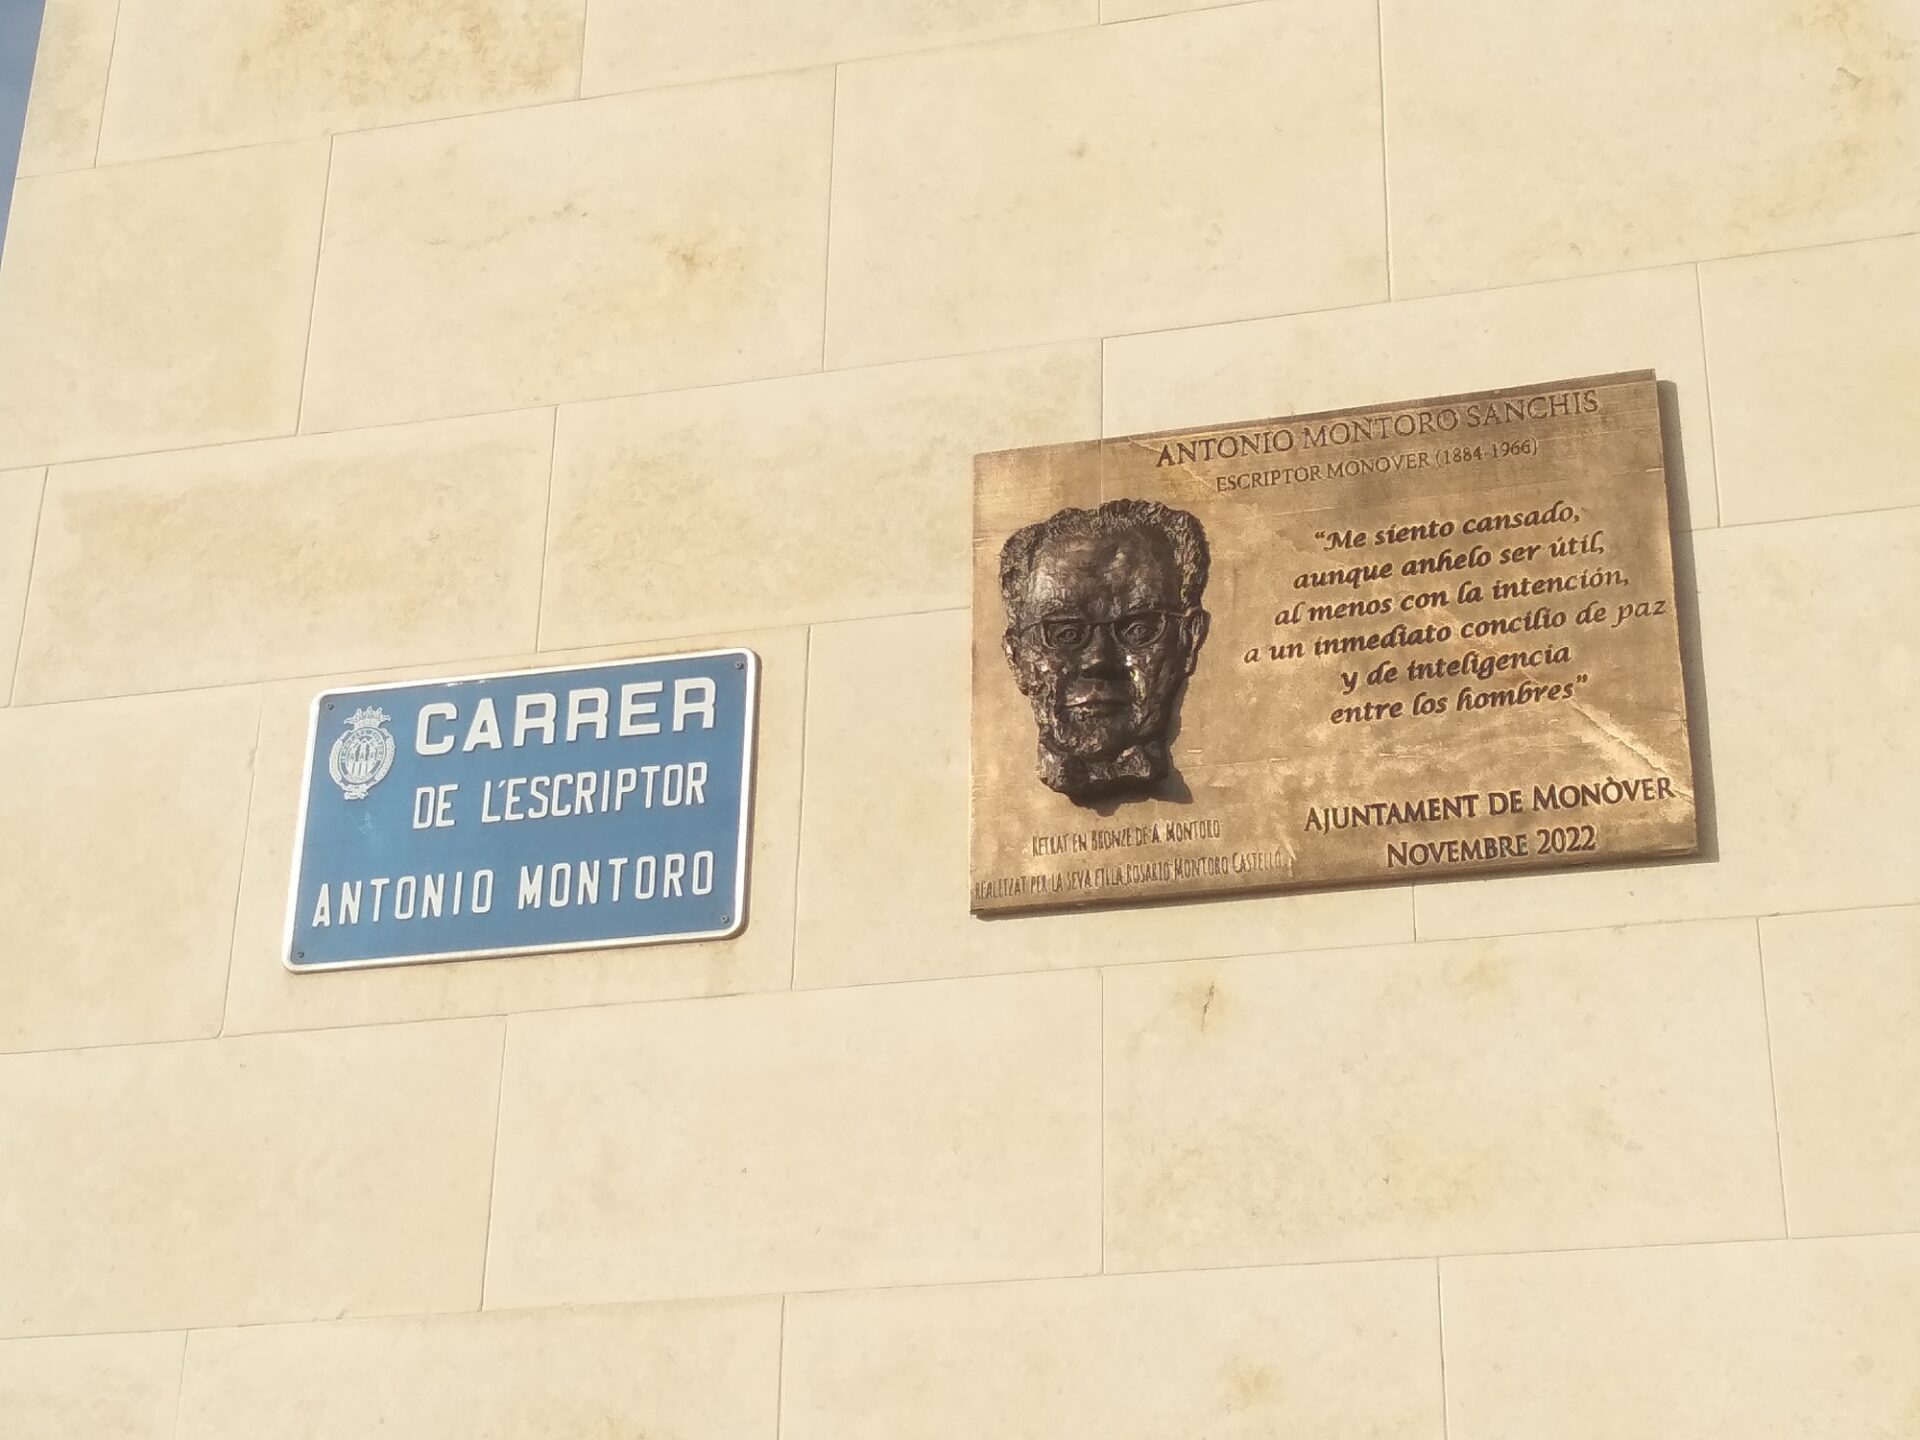 CARRER
DE L'ESCRIPTOR
ANTONIO MONTORO
ANTONIO MONTORO SANCHIS
ESCRIPTOR MONOVER (1884-1966)
“Me siento cansado,
aunque anhelo ser útil,
al menos con la intención,
a un inmediato concilio de paz
y de inteligencia
entre los hombres”
AJUNTAMENT DE MONÒVER
NOVEMBRE 2022
RETRAT EN BRONZE DE A. MONTORO
REALITZAT PER LA SEVA FILLA ROSARIO MONTORO CASTELLÓ